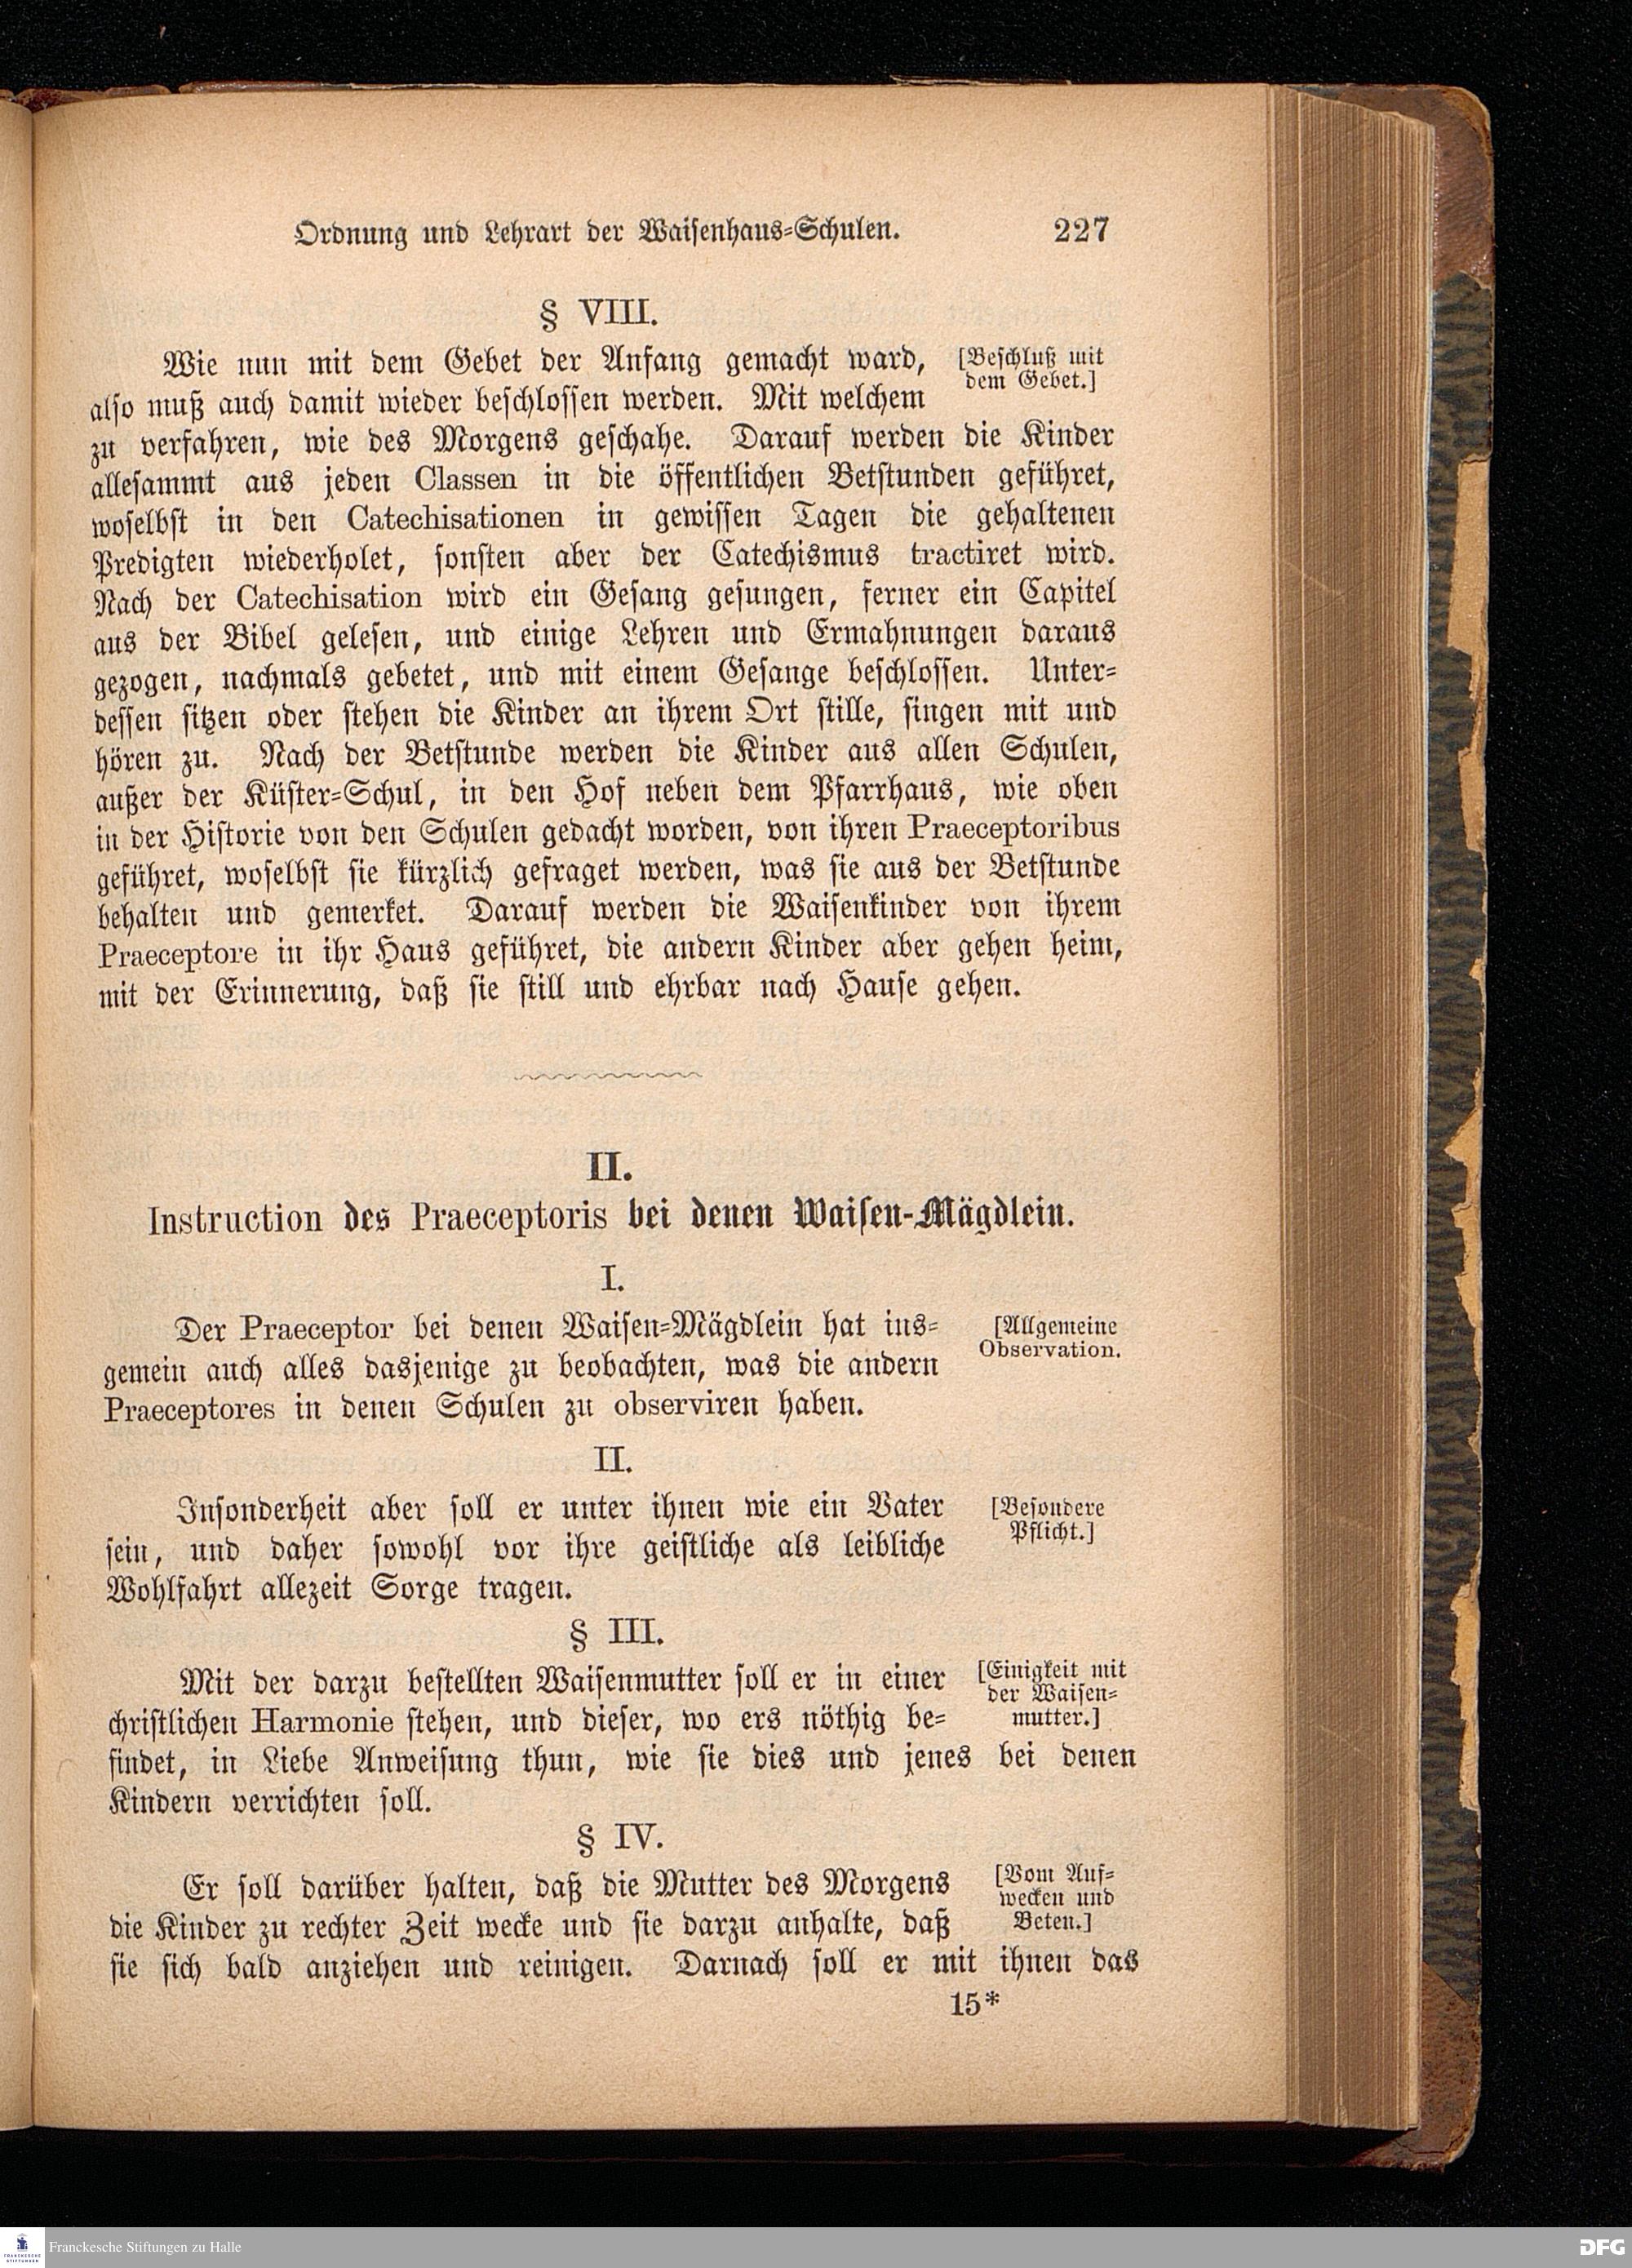 Ordnung und Lehrart der Waisenhaus-Schulen. 227
§ VIII.
Wie nun mit dem Gebet der Anfang gemacht ward,
[Beschluß mit
dem Gebet.]
also muß auch damit wieder beschlossen werden. Mit welchem
zu verfahren, wie des Morgens geschahe. Darauf werden die Kinder
allesammt aus jeden Classen in die öffentlichen Betstunden geführet,
woselbst in den Catechisationen in gewissen Tagen die gehaltenen
Predigten wiederholet, sonsten aber der Catechismus tractiret wird.
Nach der Catechisation wird ein Gesang gesungen, ferner ein Capitel
aus der Bibel gelesen, und einige Lehren und Ermahnungen daraus
gezogen, nachmals gebetet, und mit einem Gesange beschlossen. Unter-
dessen sitzen oder stehen die Kinder an ihrem Ort stille, singen mit und
hören zu. Nach der Betstunde werden die Kinder aus allen Schulen,
außer der Küster-Schul, in den Hof neben dem Pfarrhaus, wie oben
in der Historie von den Schulen gedacht worden, von ihren Praeceptoribus
geführet, woselbst sie kürzlich gefraget werden, was sie aus der Betstunde
behalten und gemerket. Darauf werden die Waisenkinder von ihrem
Praeceptore in ihr Haus geführet, die andern Kinder aber gehen heim,
mit der Erinnerung, daß sie still und ehrbar nach Hause gehen.
II.
Instruction des Praeceptoris bei denen Waisen-Mägdlein.
I.
Der Praeceptor bei denen Waisen-Mägdlein hat ins-
gemein auch alles dasjenige zu beobachten, was die andern
Praeceptores in denen Schulen zu observiren haben.
[Allgemeine
Observation.
II.
Insonderheit aber soll er unter ihnen wie ein Vater
sein, und daher sowohl vor ihre geistliche als leibliche
Wohlfahrt allezeit Sorge tragen.
[Besondere
Pflicht.]
§ III.
Mit der darzu bestellten Waisenmutter soll er in einer
christlichen Harmonie stehen, und dieser, wo ers nöthig be-
[Einigkeit mit
der Waisen-
mutter.]
findet, in Liebe Anweisung thun, wie sie dies und jenes bei denen
Kindern verrichten soll.
§ IV.
Er soll darüber halten, daß die Mutter des Morgens
die Kinder zu rechter Zeit wecke und sie darzu anhalte, daß
[Vom Auf-
wecken und
Beten.]
sie sich bald anziehen und reinigen. Darnach soll er mit ihnen das
15*
FRANCKESCHE
STIFTUNGEN
Franckesche Stiftungen zu Halle
DFG